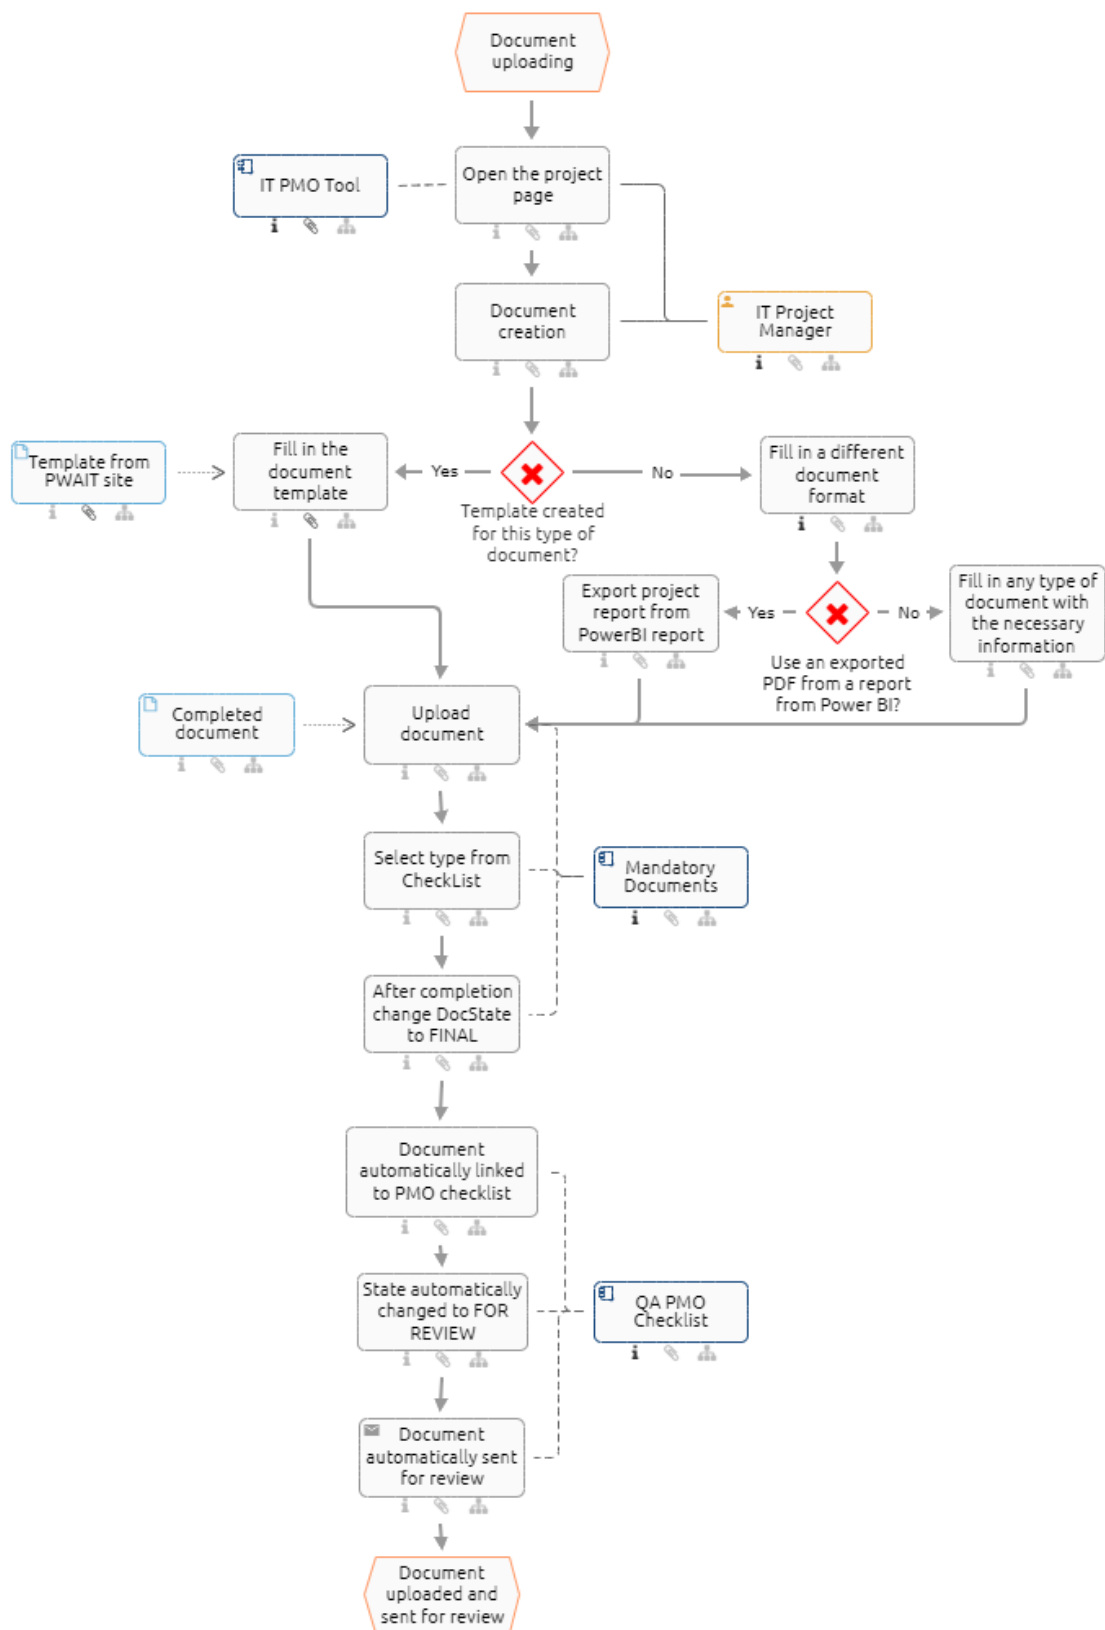 Document
uploading
IT PMO Tool
Open the project
page
Document
creation
IT Project
Manager
Template from
PWAIT site
Fill in the
document
template
Yes
No
Template created
for this type of
document?
Fill in a different
document
format
Export project
report from
PowerBI report
Yes
No
Use an exported
PDF from a report
from Power BI?
Fill in any type of
document with
the necessary
information
Completed
document
Upload
document
Select type from
CheckList
Mandatory
Documents
After completion
change DocState
to FINAL
Document
automatically linked
to PMO checklist
State automatically
changed to FOR
REVIEW
QA PMO
Checklist
Document
automatically sent
for review
Document
uploaded and
sent for review